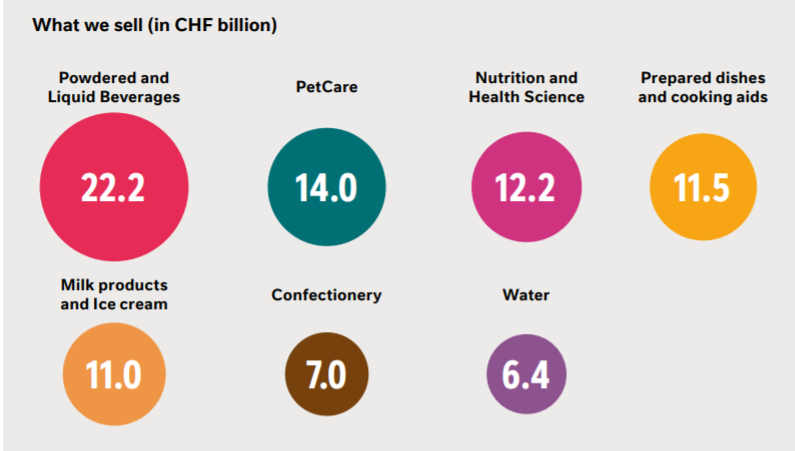 What we sell (in CHF billion)
Powdered and
Liquid Beverages
22.2
PetCare
14.0
Nutrition and
Health Science
12.2
Prepared dishes
and cooking aids
11.5
Milk products
and Ice cream
11.0
Confectionery
7.0
Water
6.4